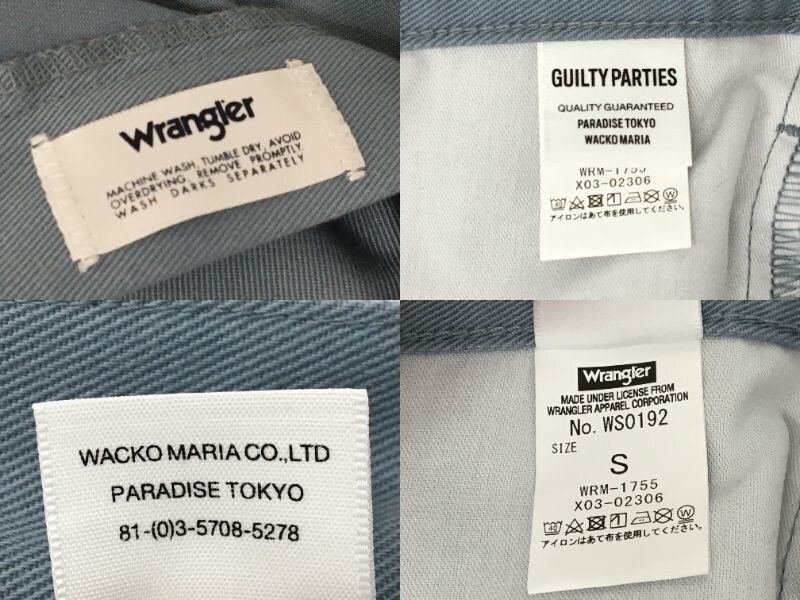 Wrangler
MACHINE WASH, TUMBLE DRY, AVOID
OVERDRYING. REMOVE PROMPTLY
WASH DARKS SEPARATELY
GUILTY PARTIES
QUALITY GUARANTEED
PARADISE TOKYO
WACKO MARIA
WRM-1755
X03-02306
アイロンはあて布を使用してください。
WACKO MARIA CO.,LTD
PARADISE TOKYO
81-(0)3-5708-5278
Wrangler
MADE UNDER LICENSE FROM
WRANGLER APPAREL CORPORATION
No. WS0192
SIZE
S
WRM-1755
X03-02306
アイロンはあて布を使用してください。